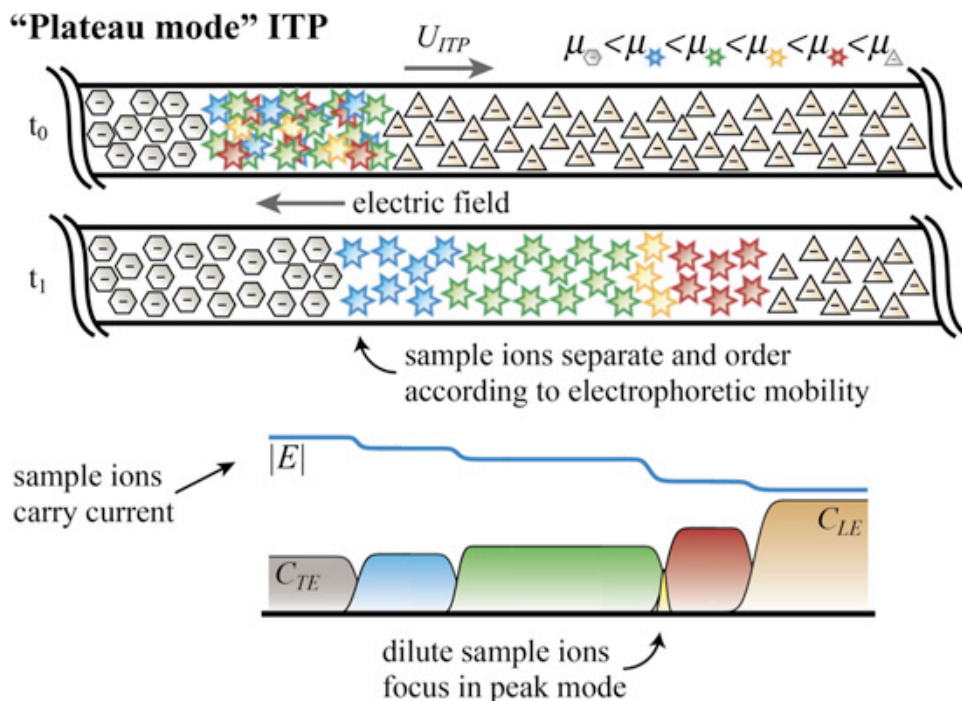 “Plateau mode” ITP
U_ITP
μ<μ<μ<μ<μ<μ
t0
electric field
t1
sample ions separate and order
according to electrophoretic mobility
|E|
sample ions
carry current
C_TE
C_LE
dilute sample ions
focus in peak mode